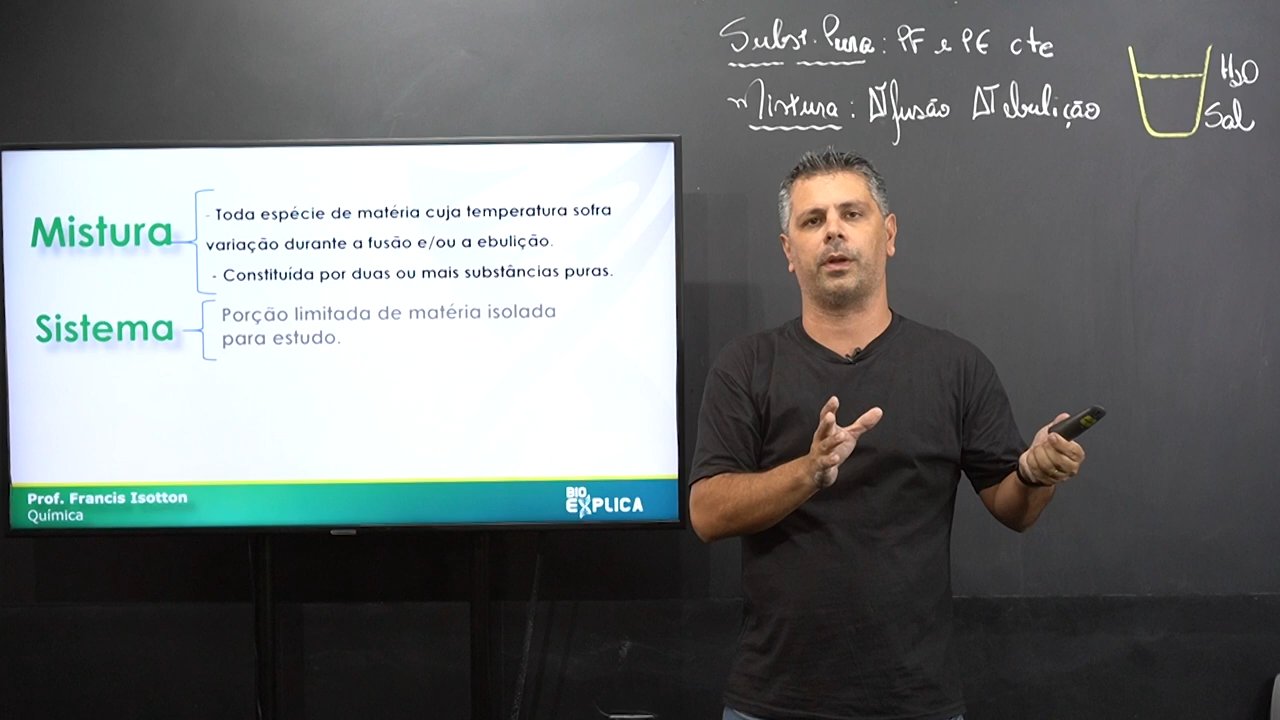 Subst. Pura: PF e PE cte
Mistura: ΔTfusão ΔTebulição
H2O
Sal
Mistura
- Toda espécie de matéria cuja temperatura sofra
variação durante a fusão e/ou a ebulição.
- Constituída por duas ou mais substâncias puras.
Sistema
Porção limitada de matéria isolada
para estudo.
Prof. Francis Isotton
Química
BIO
EXPLICA